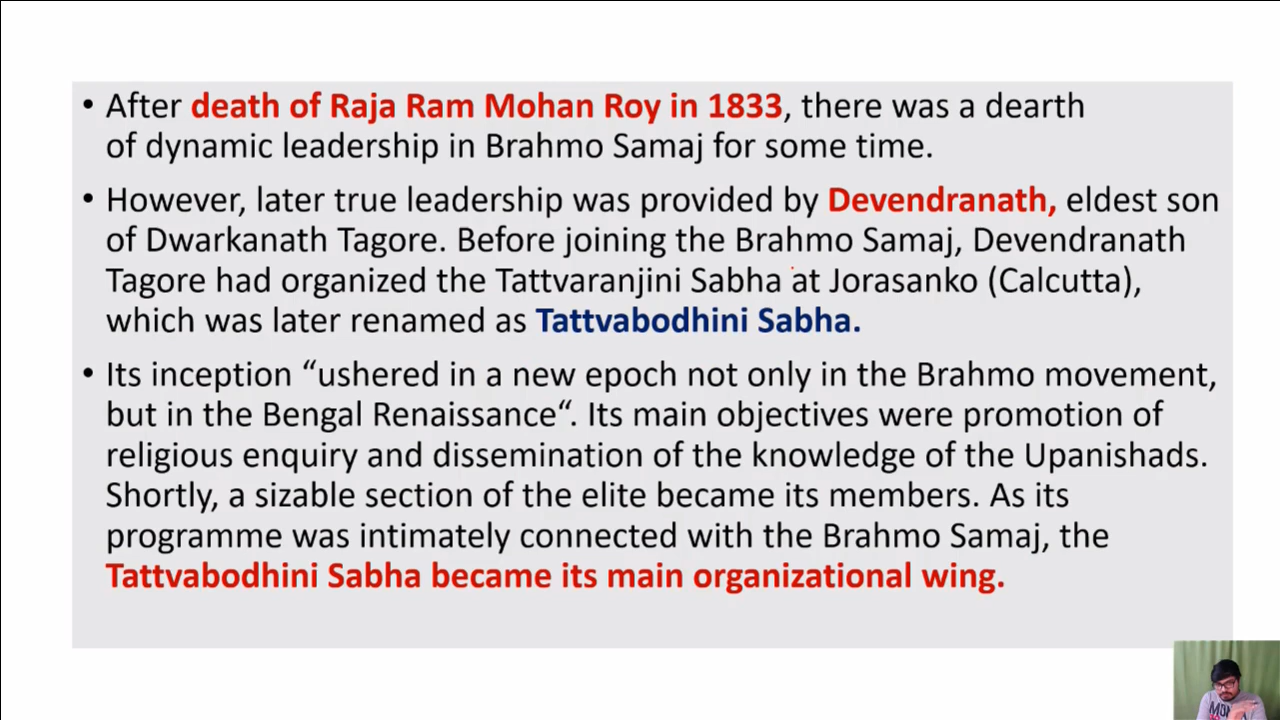 • After death of Raja Ram Mohan Roy in 1833, there was a dearth
of dynamic leadership in Brahmo Samaj for some time.
• However, later true leadership was provided by Devendranath, eldest son
of Dwarkanath Tagore. Before joining the Brahmo Samaj, Devendranath
Tagore had organized the Tattvaranjini Sabha at Jorasanko (Calcutta),
which was later renamed as Tattvabodhini Sabha.
• Its inception “ushered in a new epoch not only in the Brahmo movement,
but in the Bengal Renaissance“. Its main objectives were promotion of
religious enquiry and dissemination of the knowledge of the Upanishads.
Shortly, a sizable section of the elite became its members. As its
programme was intimately connected with the Brahmo Samaj, the
Tattvabodhini Sabha became its main organizational wing.